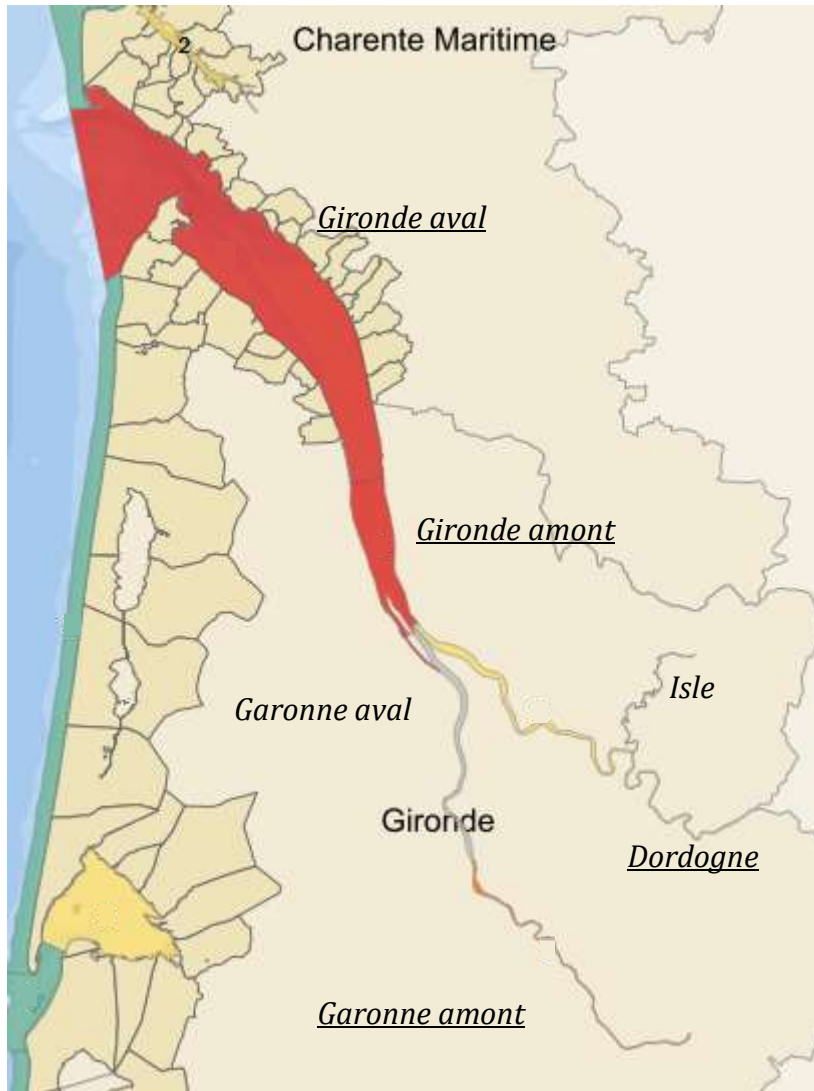 2
Charente Maritime
Gironde aval
Gironde amont
Isle
Garonne aval
Gironde
Dordogne
Garonne amont